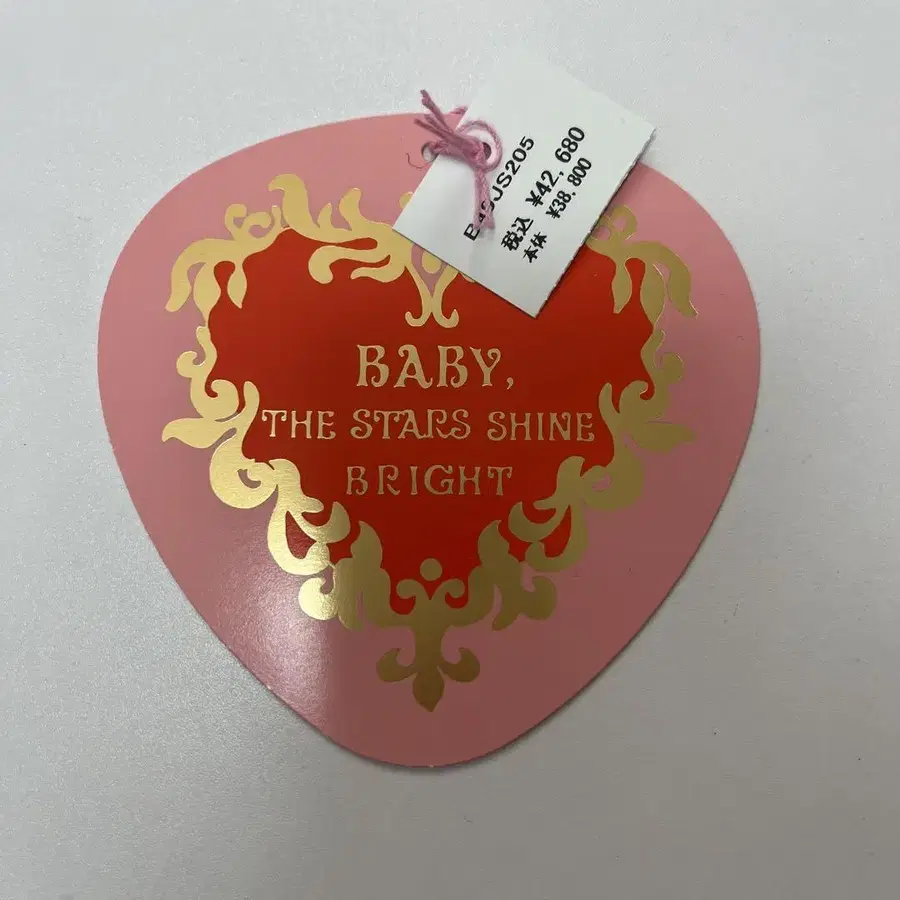 税込 ¥42,680
本体 ¥38,800
BABY,
THE STARS SHINE
BRIGHT